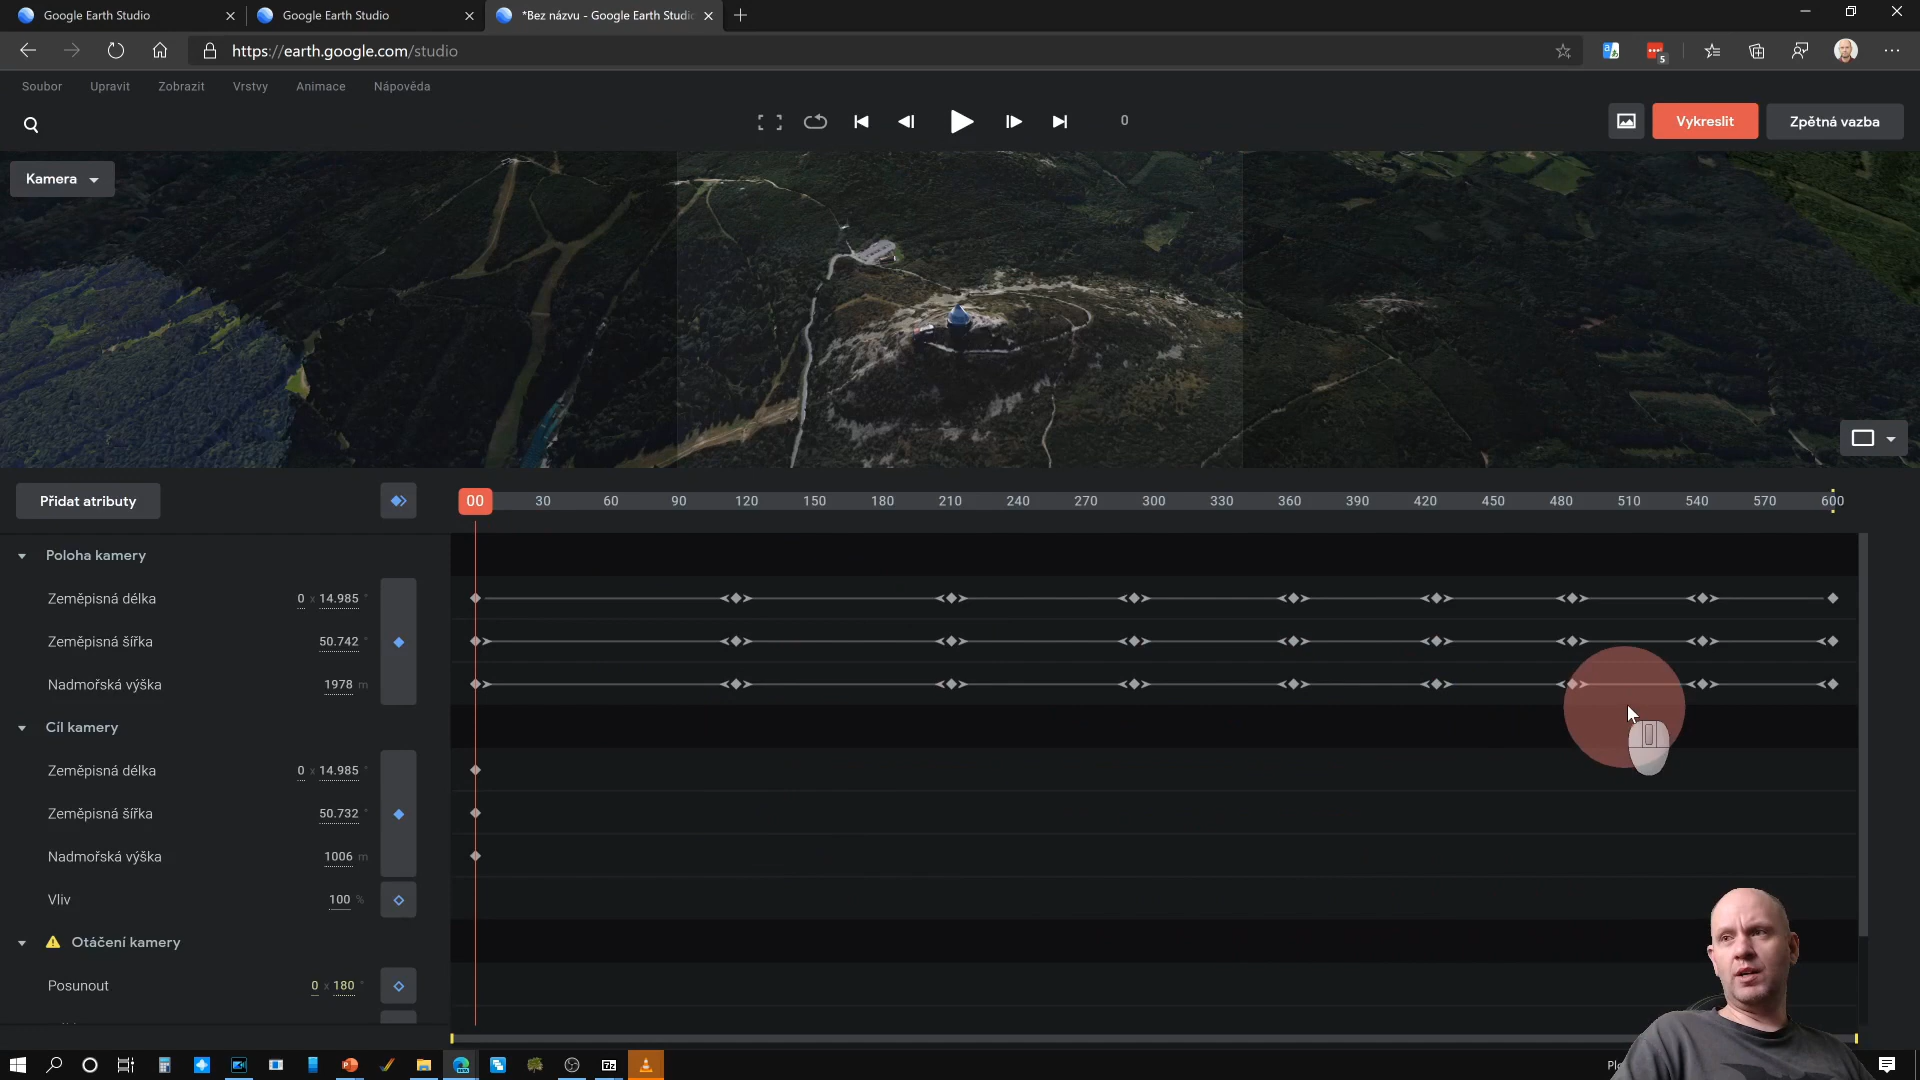 Google Earth Studio
Google Earth Studio
*Bez názvu - Google Earth Studio
https://earth.google.com/studio
5
Soubor
Upravit
Zobrazit
Vrstvy
Animace
Nápověda
0
Vykreslit
Zpětná vazba
Kamera
Přidat atributy
00 30 60 90 120 150 180 210 240 270 300 330 360 390 420 450 480 510 540 570 600
Poloha kamery
Zeměpisná délka 0 x 14.985 °
Zeměpisná šířka 50.742 °
Nadmořská výška 1978 m
Cíl kamery
Zeměpisná délka 0 x 14.985 °
Zeměpisná šířka 50.732 °
Nadmořská výška 1006 m
Vliv 100 %
Otáčení kamery
Posunout 0 x 180 °